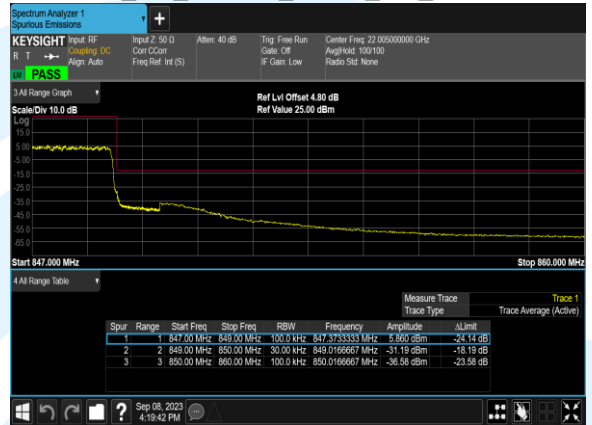 Spectrum Analyzer 1
Spurious Emissions
+
KEYSIGHT Input: RF Input Z: 50 Ω Atten: 40 dB Trig: Free Run Center Freq: 22.005000000 GHz
R T Coupling: DC Corr CCorr Gate: Off Avg|Hold: 100/100
Align: Auto Freq Ref: Int (S) IF Gain: Low Radio Std: None
PASS
3 All Range Graph
Ref Lvl Offset 4.80 dB
Scale/Div 10.0 dB Ref Value 25.00 dBm
Log
15.0
5.00
-5.00
-15.0
-25.0
-35.0
-45.0
-55.0
-65.0
Start 847.000 MHz Stop 860.000 MHz
4 All Range Table
Measure Trace Trace 1
Trace Type Trace Average (Active)
Spur Range Start Freq Stop Freq RBW Frequency Amplitude ΔLimit
1 1 847.00 MHz 849.00 MHz 100.0 kHz 847.3733333 MHz 5.860 dBm -24.14 dB
2 2 849.00 MHz 850.00 MHz 30.00 kHz 849.0166667 MHz -31.19 dBm -18.19 dB
3 3 850.00 MHz 860.00 MHz 100.0 kHz 850.0166667 MHz -36.58 dBm -23.58 dB
? Sep 08, 2023
4:19:42 PM